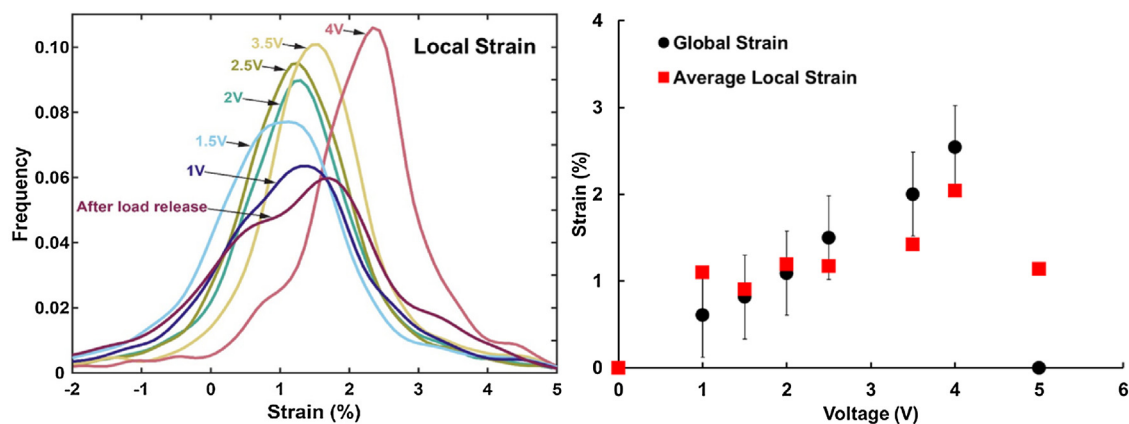 Local Strain
4V
3.5V
2.5V
2V
1.5V
1V
After load release
Frequency
0.10
0.08
0.06
0.04
0.02
0
-2 -1 0 1 2 3 4 5
Strain (%)
Global Strain
Average Local Strain
Strain (%)
4
3
2
1
0
0 1 2 3 4 5 6
Voltage (V)